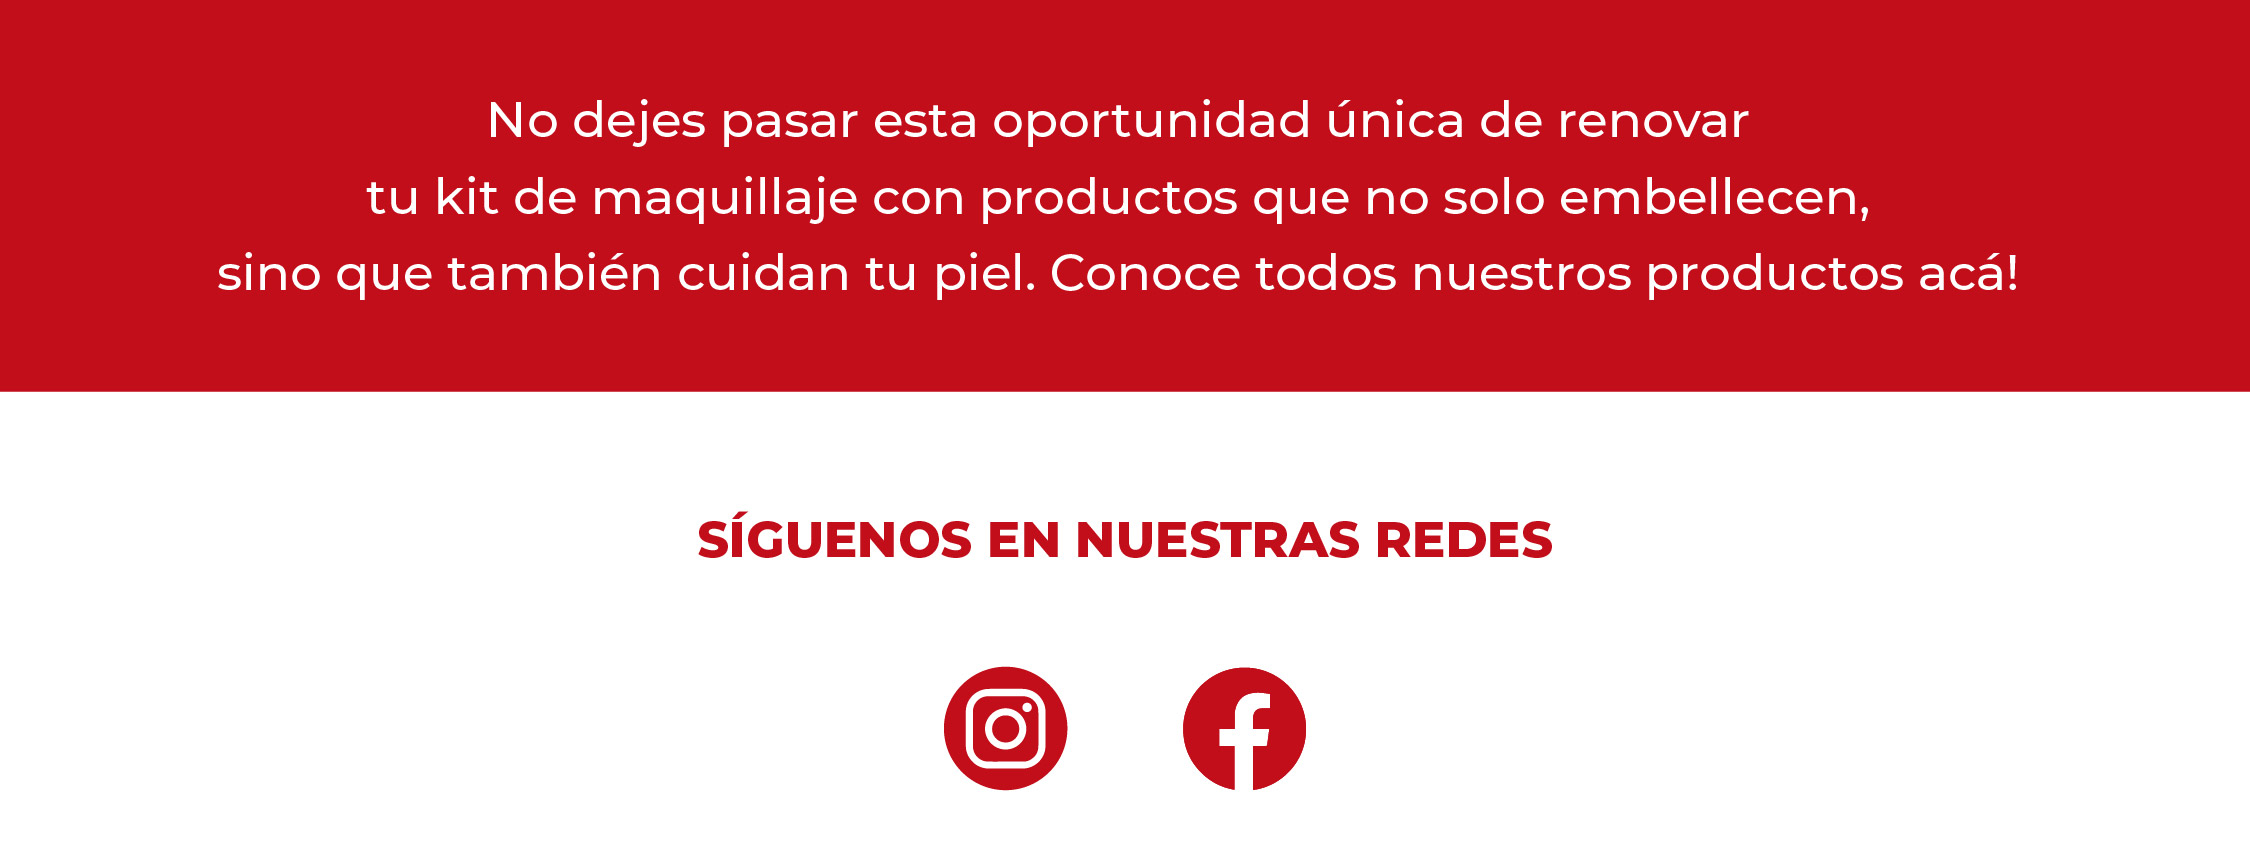 No dejes pasar esta oportunidad única de renovar
tu kit de maquillaje con productos que no solo embellecen,
sino que también cuidan tu piel. Conoce todos nuestros productos acá!
SÍGUENOS EN NUESTRAS REDES